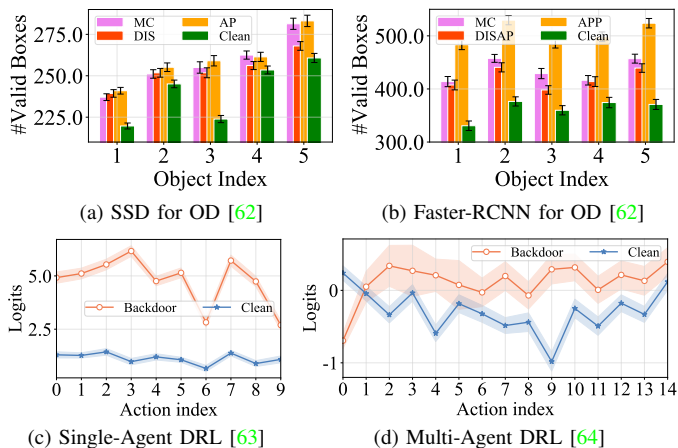 #Valid Boxes
275.0
250.0
225.0
MC
DIS
AP
Clean
1 2 3 4 5
Object Index
(a) SSD for OD [62]
#Valid Boxes
500.0
400.0
300.0
MC
DISAP
APP
Clean
1 2 3 4 5
Object Index
(b) Faster-RCNN for OD [62]
Logits
5.0
2.5
Backdoor Clean
0 1 2 3 4 5 6 7 8 9
Action index
(c) Single-Agent DRL [63]
Logits
0
-1
Backdoor Clean
0 1 2 3 4 5 6 7 8 9 10 11 12 13 14
Action index
(d) Multi-Agent DRL [64]